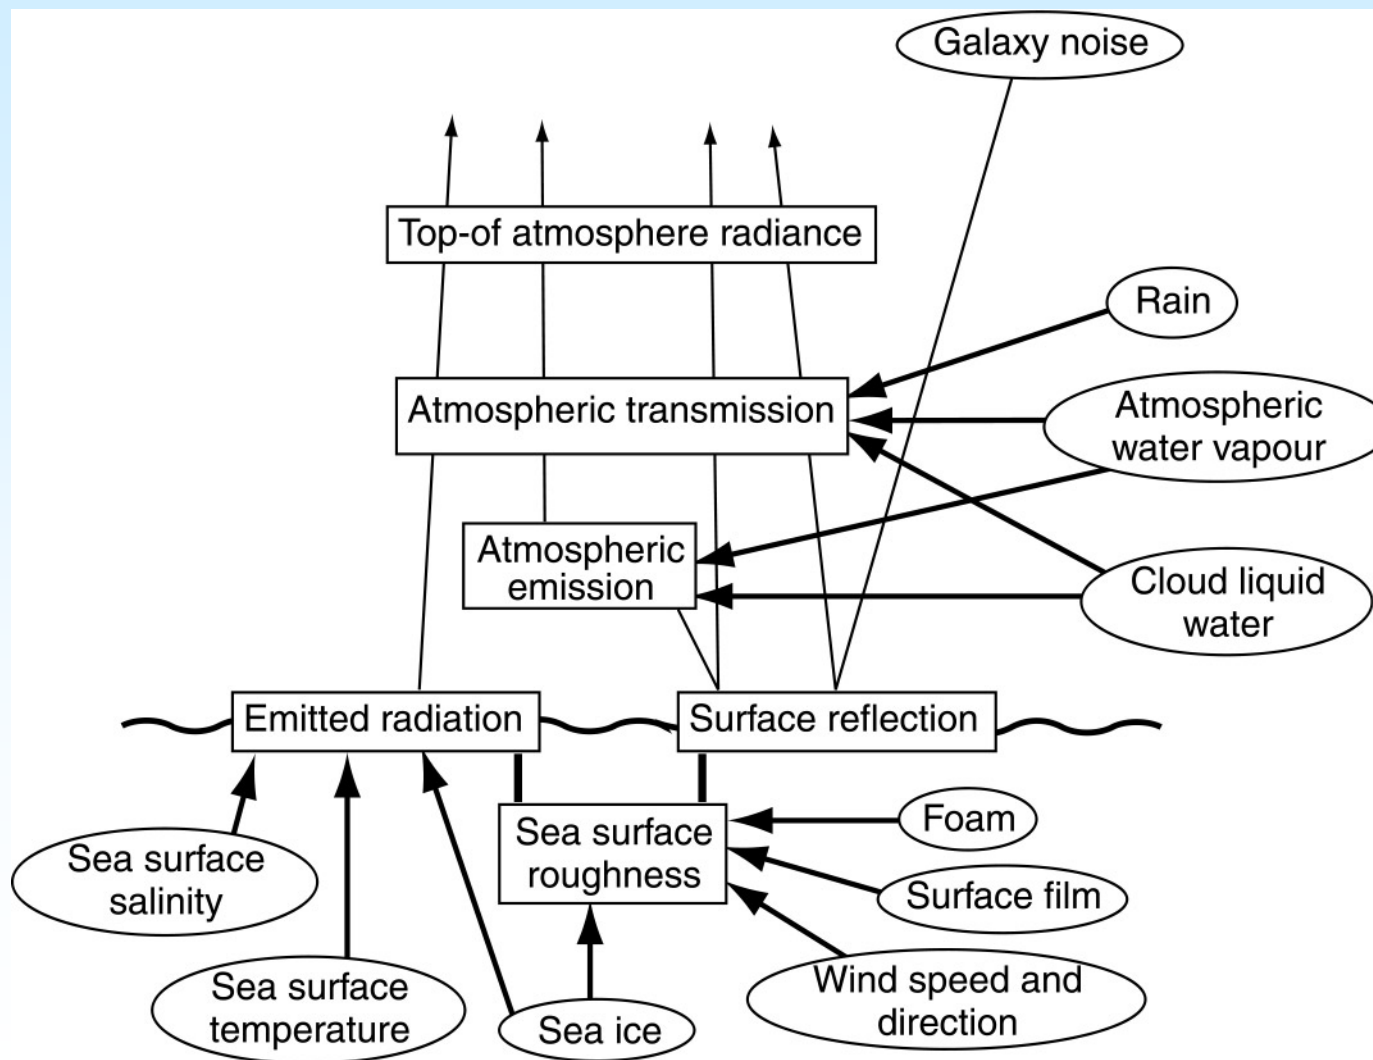 Galaxy noise
Top-of atmosphere radiance
Rain
Atmospheric transmission
Atmospheric
water vapour
Atmospheric
emission
Cloud liquid
water
Emitted radiation
Surface reflection
Sea surface
roughness
Foam
Sea surface
salinity
Surface film
Sea surface
temperature
Sea ice
Wind speed and
direction